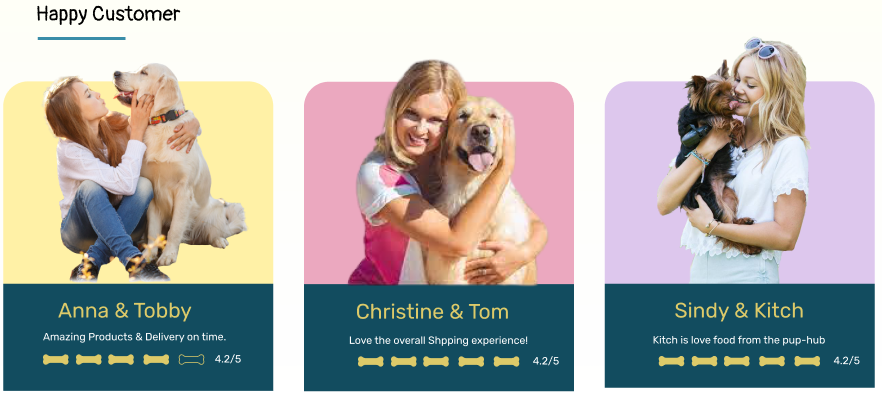 Happy Customer
Anna & Tobby
Amazing Products & Delivery on time.
4.2/5
Christine & Tom
Love the overall Shpping experience!
4.2/5
Sindy & Kitch
Kitch is love food from the pup-hub
4.2/5